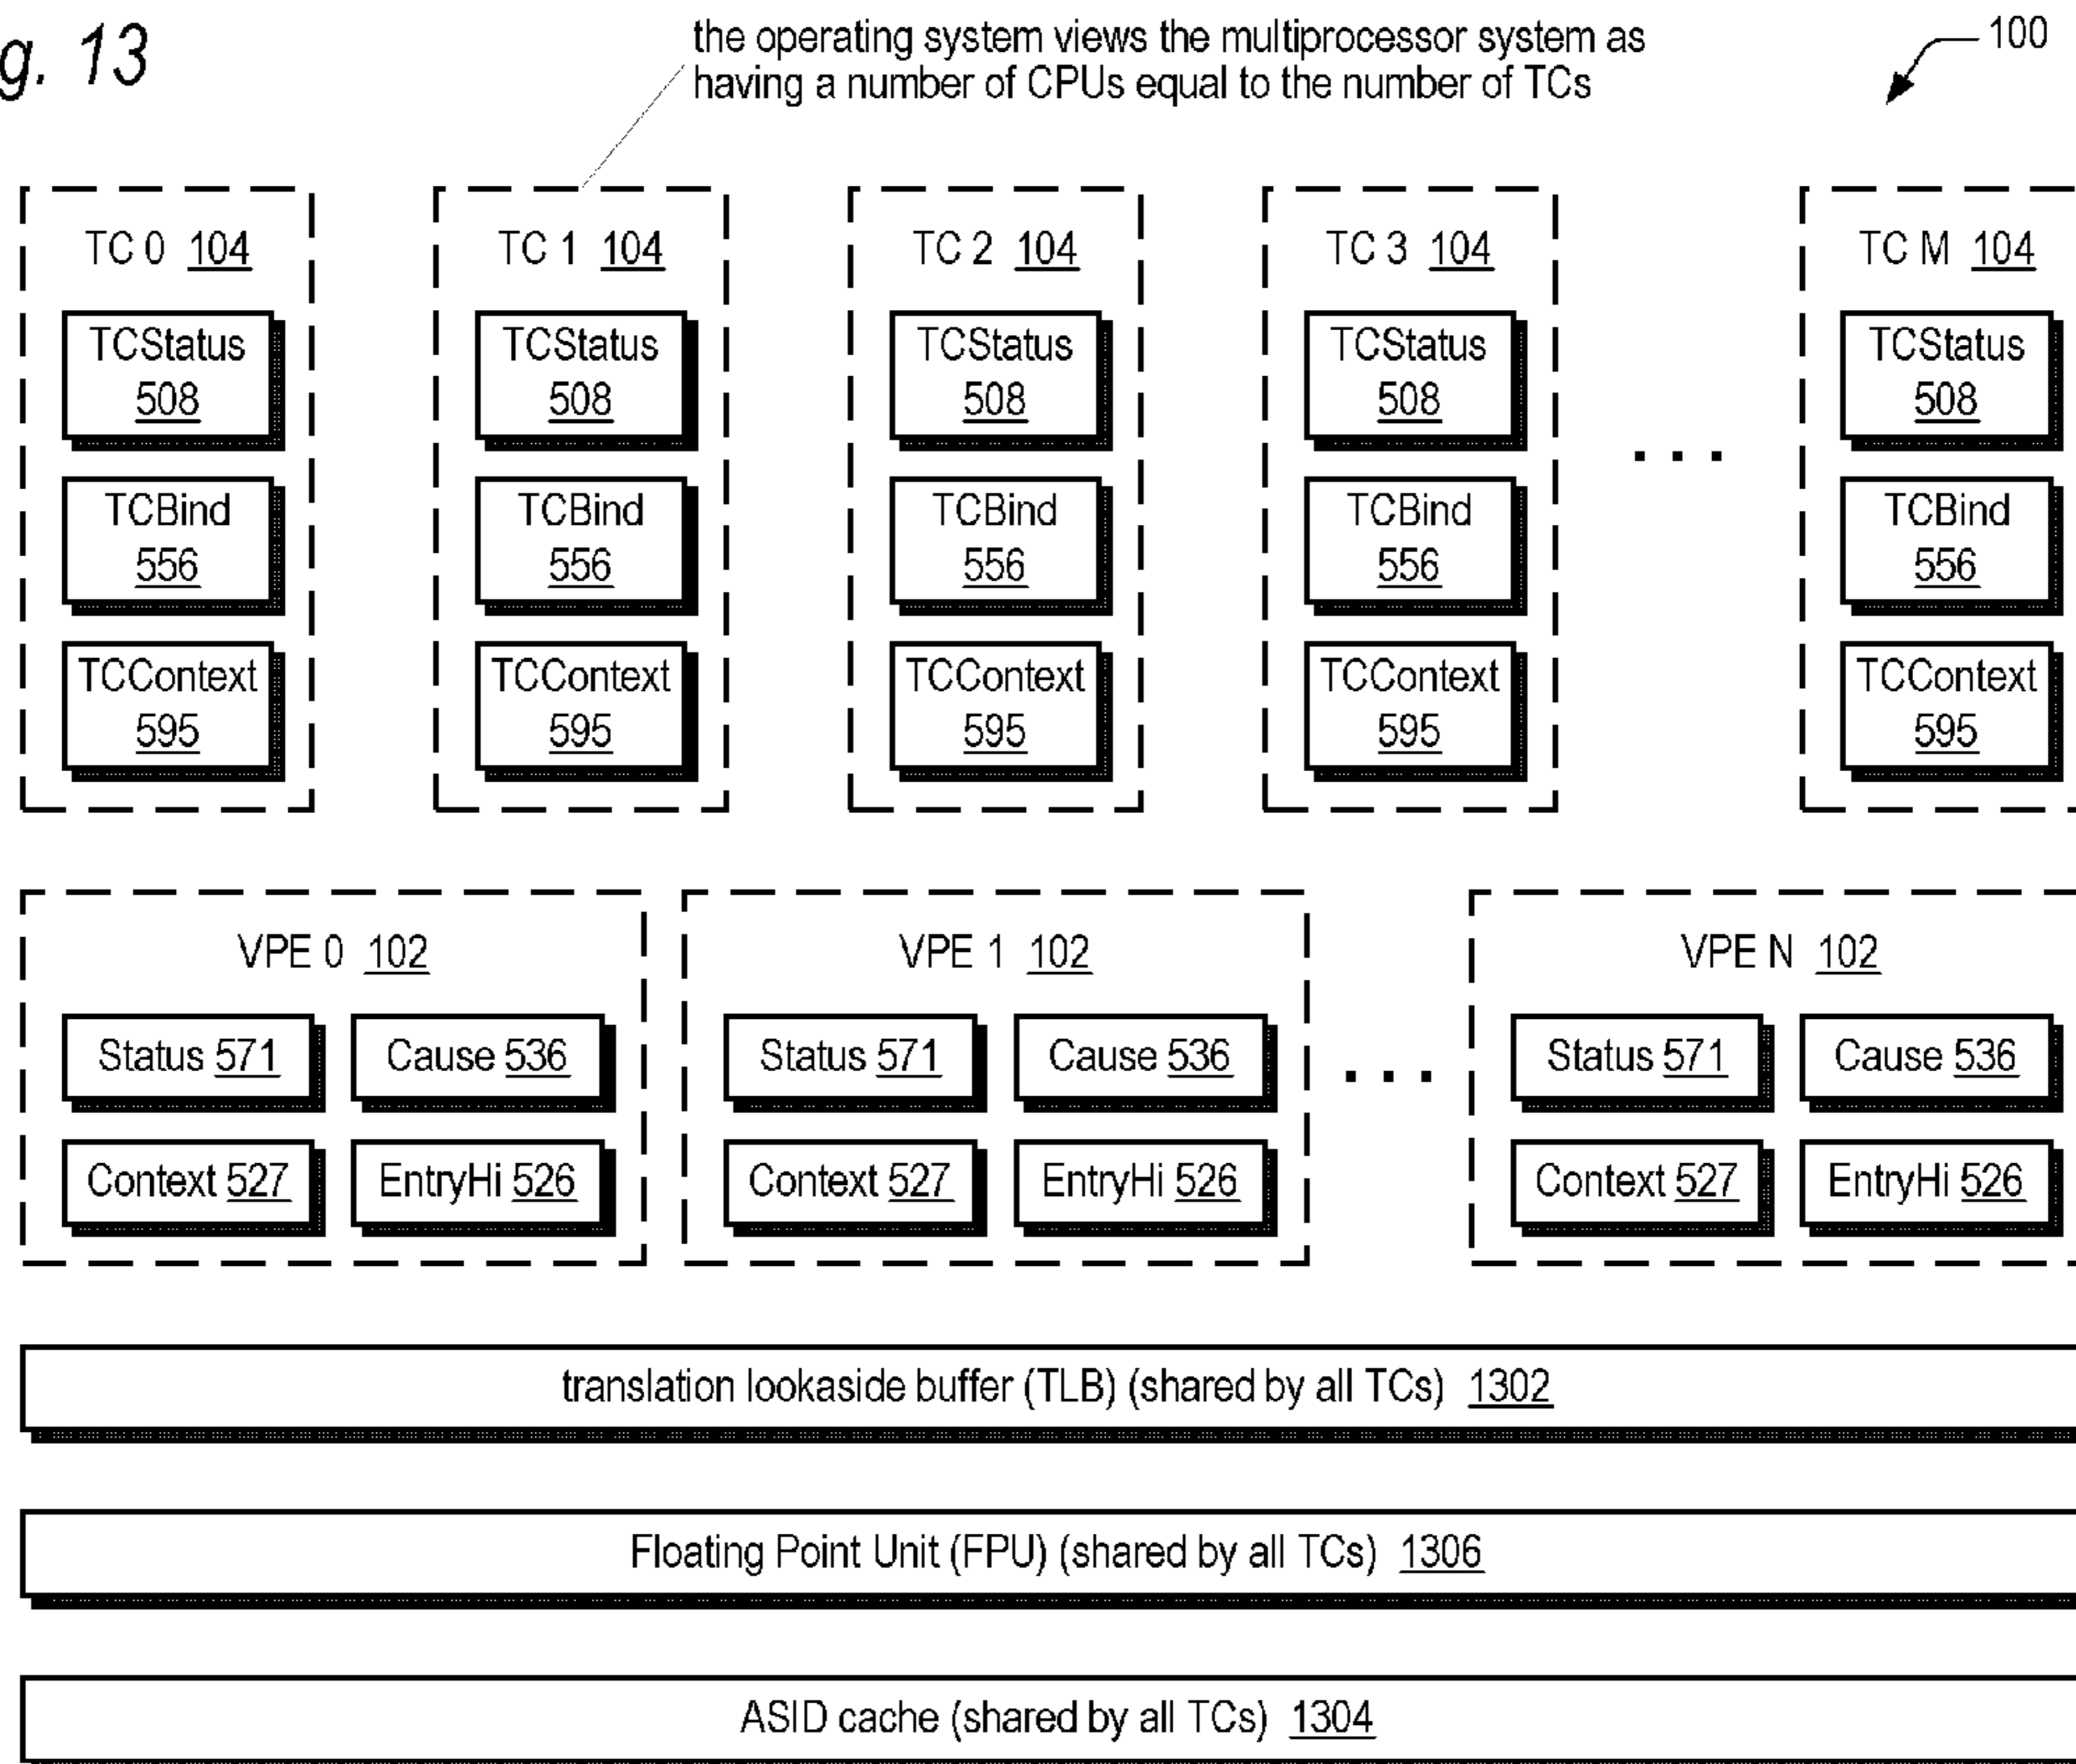 g. 13
the operating system views the multiprocessor system as
having a number of CPUs equal to the number of TCs
100
TC 0 104
TCStatus
508
TCBind
556
TCContext
595
TC 1 104
TCStatus
508
TCBind
556
TCContext
595
TC 2 104
TCStatus
508
TCBind
556
TCContext
595
TC 3 104
TCStatus
508
TCBind
556
TCContext
595
. . .
TC M 104
TCStatus
508
TCBind
556
TCContext
595
VPE 0 102
Status 571
Cause 536
Context 527
EntryHi 526
VPE 1 102
Status 571
Cause 536
Context 527
EntryHi 526
. . .
VPE N 102
Status 571
Cause 536
Context 527
EntryHi 526
translation lookaside buffer (TLB) (shared by all TCs) 1302
Floating Point Unit (FPU) (shared by all TCs) 1306
ASID cache (shared by all TCs) 1304